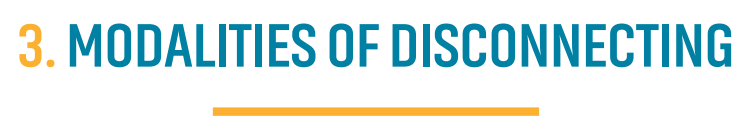 3. MODALITIES OF DISCONNECTING